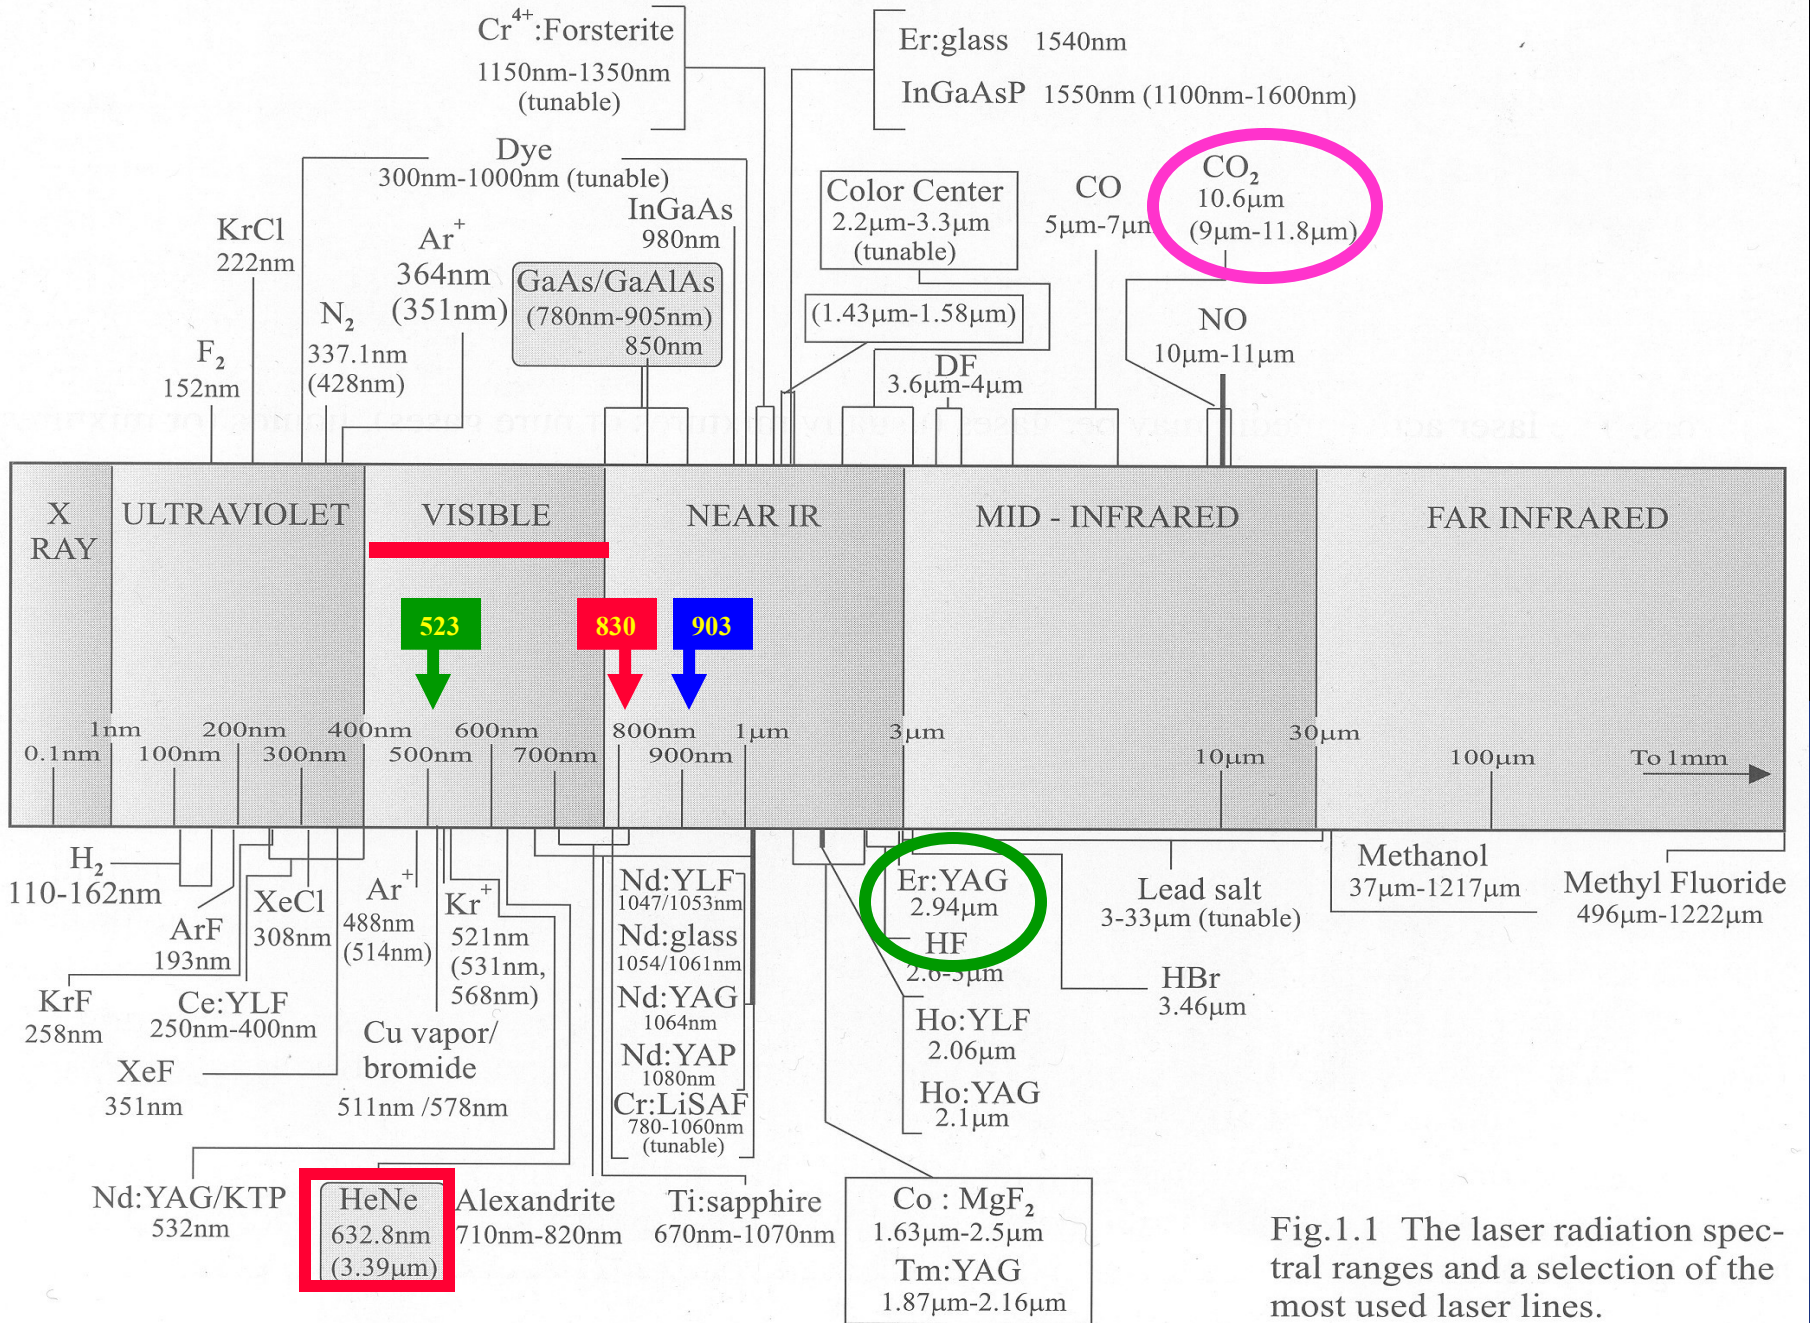 Cr4+:Forsterite
1150nm-1350nm
(tunable)
Er:glass 1540nm
InGaAsP 1550nm (1100nm-1600nm)
Dye
300nm-1000nm (tunable)
InGaAs
980nm
KrCl
222nm
Ar+
364nm
(351nm)
GaAs/GaAlAs
(780nm-905nm)
850nm
N2
337.1nm
(428nm)
F2
152nm
Color Center
2.2µm-3.3µm
(tunable)
(1.43µm-1.58µm)
DF
3.6µm-4µm
CO
5µm-7µm
CO2
10.6µm
(9µm-11.8µm)
NO
10µm-11µm
X
RAY
ULTRAVIOLET
VISIBLE
NEAR IR
MID - INFRARED
FAR INFRARED
523
830
903
1nm
200nm
400nm
600nm
800nm
1µm
3µm
30µm
0.1nm
100nm
300nm
500nm
700nm
900nm
10µm
100µm
To 1mm
H2
110-162nm
ArF
193nm
KrF
258nm
XeCl
308nm
Ce:YLF
250nm-400nm
XeF
351nm
Ar+
488nm
(514nm)
Kr+
521nm
(531nm,
568nm)
Cu vapor/
bromide
511nm /578nm
Nd:YAG/KTP
532nm
HeNe
632.8nm
(3.39µm)
Alexandrite
710nm-820nm
Nd:YLF
1047/1053nm
Nd:glass
1054/1061nm
Nd:YAG
1064nm
Nd:YAP
1080nm
Cr:LiSAF
780-1060nm
(tunable)
Ti:sapphire
670nm-1070nm
Er:YAG
2.94µm
HF
2.6-3µm
Ho:YLF
2.06µm
Ho:YAG
2.1µm
Co : MgF2
1.63µm-2.5µm
Tm:YAG
1.87µm-2.16µm
Lead salt
3-33µm (tunable)
HBr
3.46µm
Methanol
37µm-1217µm
Methyl Fluoride
496µm-1222µm
Fig.1.1 The laser radiation spec-
tral ranges and a selection of the
most used laser lines.